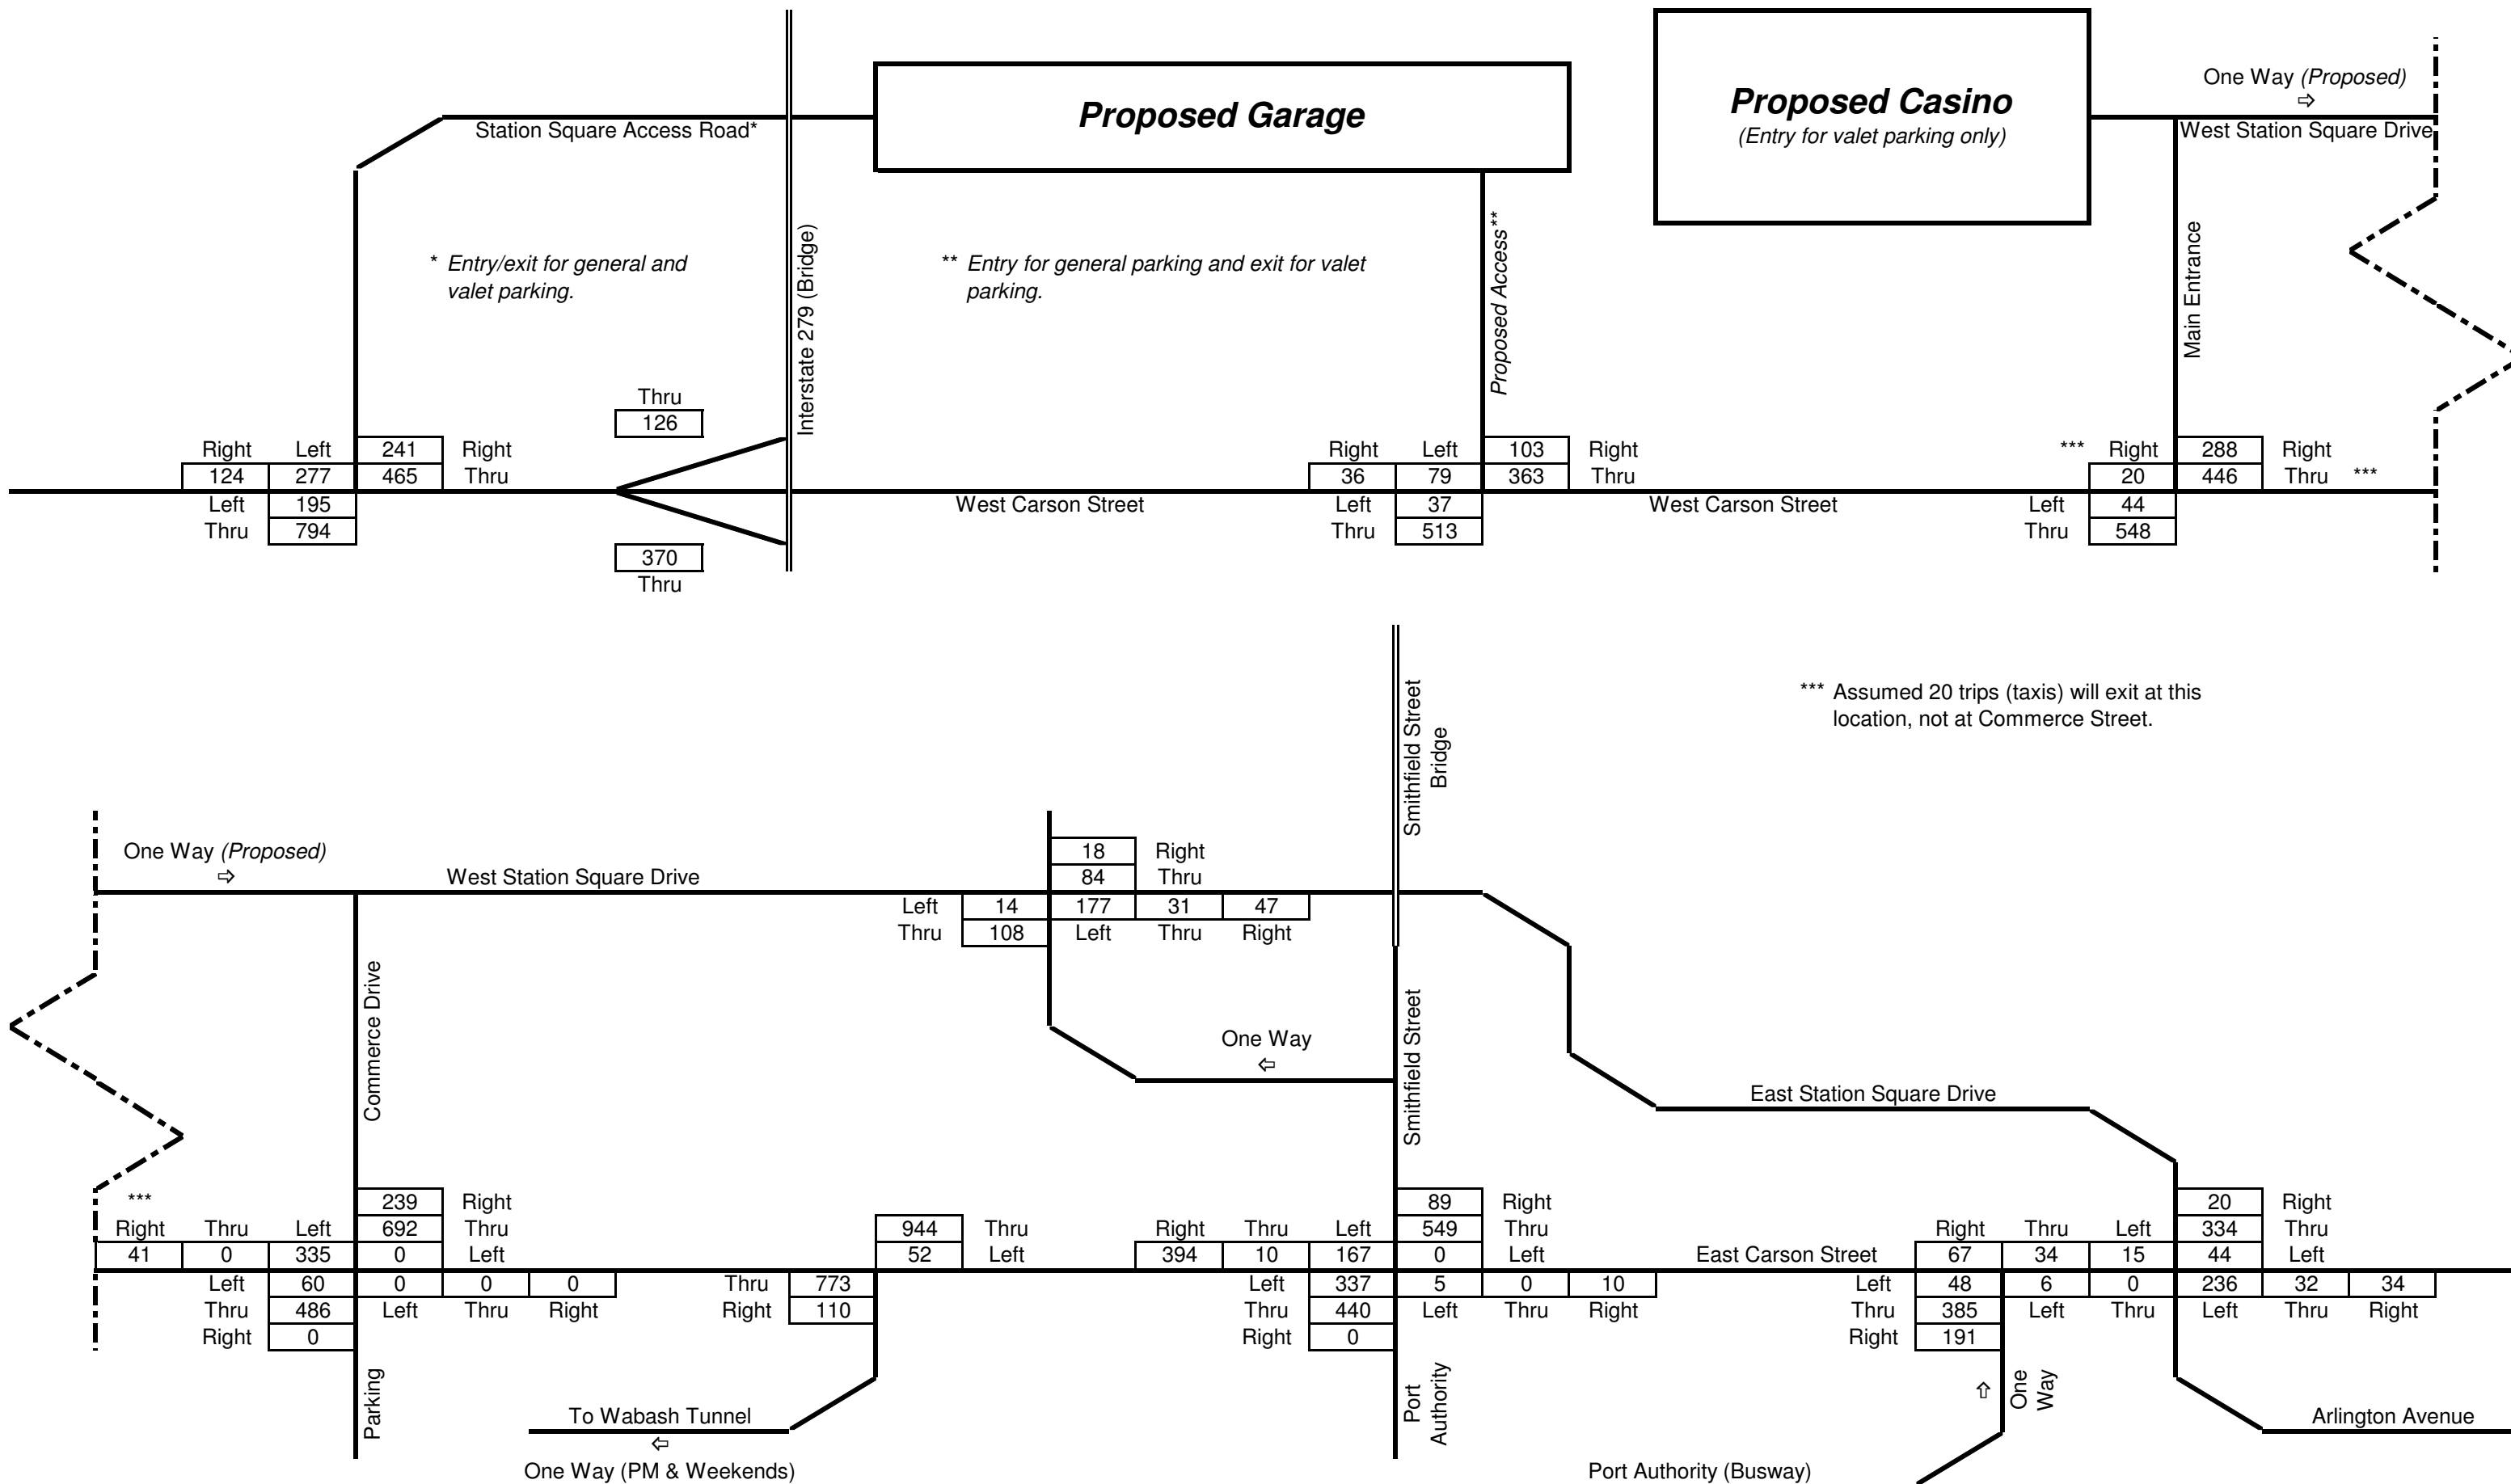 One Way (Proposed)
⇨
Proposed Garage
Proposed Casino
(Entry for valet parking only)
Station Square Access Road*
West Station Square Drive
* Entry/exit for general and
valet parking.
Interstate 279 (Bridge)
** Entry for general parking and exit for valet
parking.
Proposed Access**
Main Entrance
Thru
126
Right Left 241 Right
124 277 465 Thru
Left 195
Thru 794
370
Thru
West Carson Street
Right Left 103 Right
36 79 363 Thru
Left 37
Thru 513
West Carson Street
*** Right 288 Right
20 446 Thru ***
Left 44
Thru 548
*** Assumed 20 trips (taxis) will exit at this
location, not at Commerce Street.
Smithfield Street
Bridge
One Way (Proposed)
⇨
West Station Square Drive
18 Right
84 Thru
Left 14 177 31 47
Thru 108 Left Thru Right
Commerce Drive
One Way
⇦
Smithfield Street
East Station Square Drive
*** 239 Right
Right Thru Left 692 Thru
41 0 335 0 Left
Left 60 0 0 0
Thru 486 Left Thru Right
Right 0
Parking
944 Thru
52 Left
Thru 773
Right 110
To Wabash Tunnel
⇦
One Way (PM & Weekends)
89 Right
Right Thru Left 549 Thru
394 10 167 0 Left
Left 337 5 0 10
Thru 440 Left Thru Right
Right 0
Port
Authority
East Carson Street
20 Right
Right Thru Left 334 Thru
67 34 15 44 Left
Left 48 6 0 236 32 34
Thru 385 Left Thru Left Thru Right
Right 191
⇧
One
Way
Arlington Avenue
Port Authority (Busway)